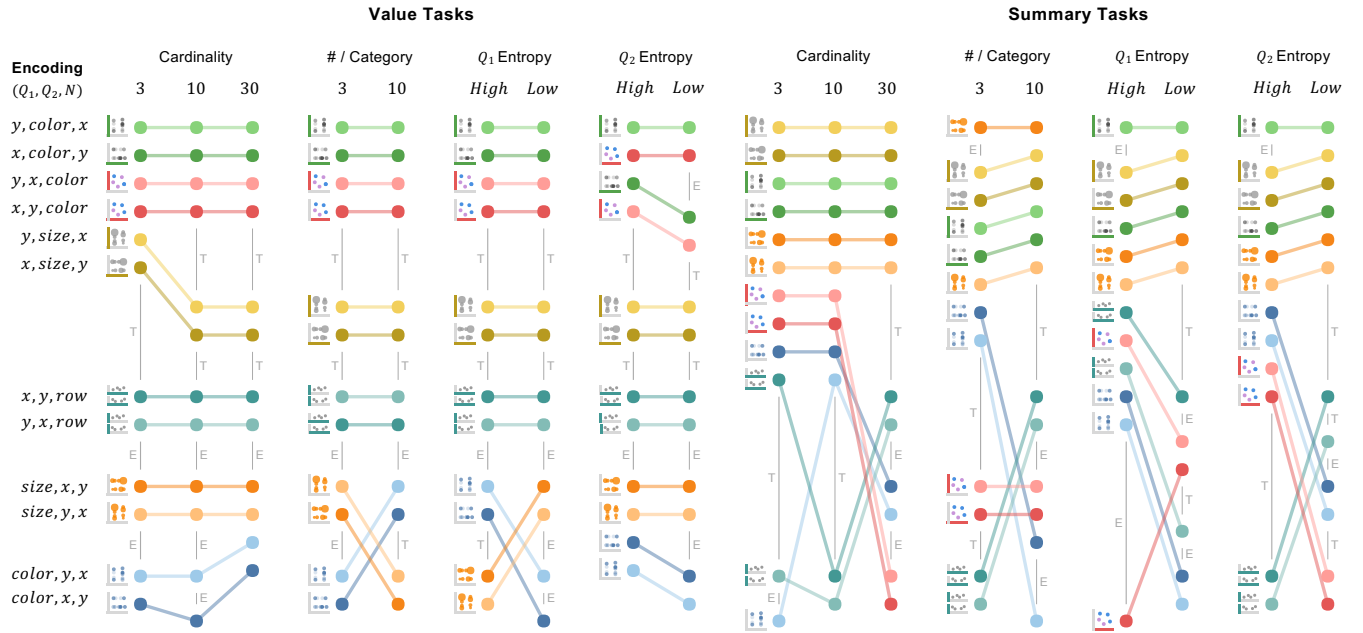 Value Tasks
Summary Tasks
Cardinality
# / Category
Q₁ Entropy
Q₂ Entropy
Cardinality
# / Category
Q₁ Entropy
Q₂ Entropy
Encoding
(Q₁, Q₂, N)
3 10 30
3 10
High Low
High Low
3 10 30
3 10
High Low
High Low
y, color, x
x, color, y
E E E
y, x, color
E
x, y, color
y, size, x
T T T T T
x, size, y
T
T T T T T T T
T T T T T
x, y, row
E T
y, x, row
T
E E E E E E E E E
T T T T
size, x, y
T
size, y, x
E
E E E T T E E T E T
E
color, y, x
E
color, x, y
E E E